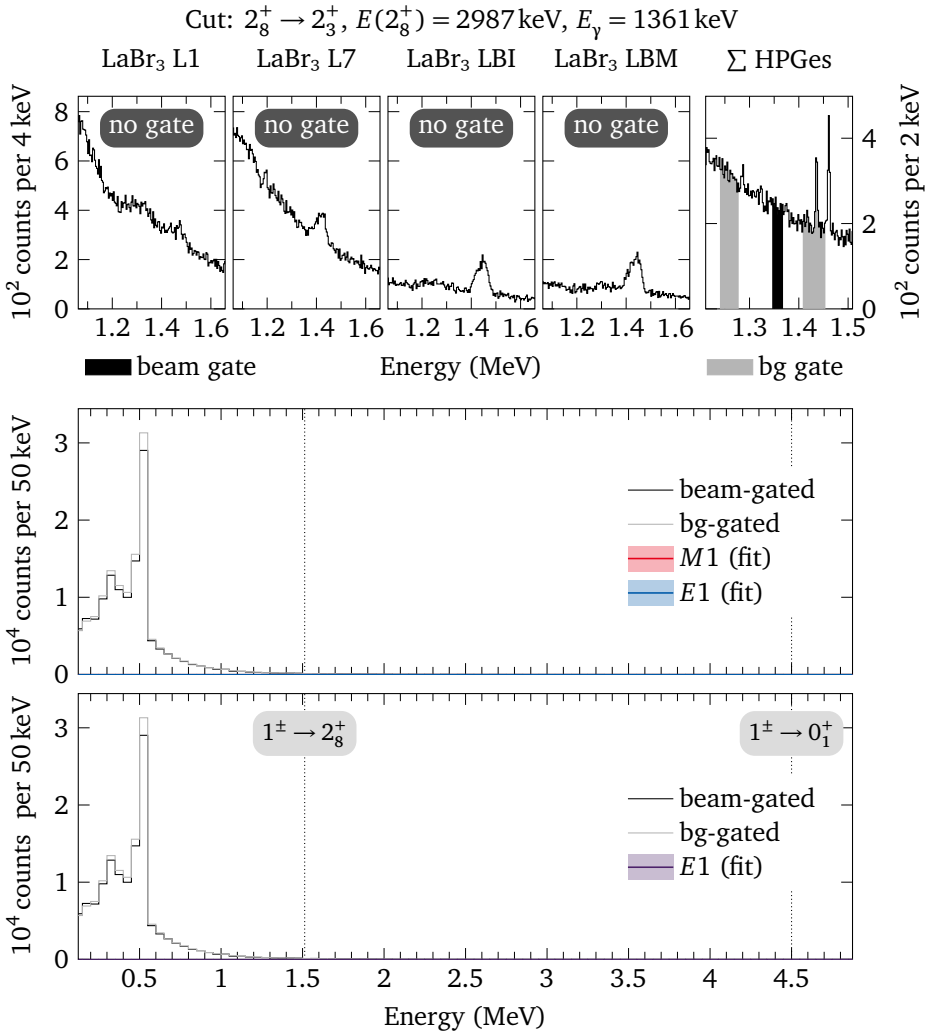 Cut: 2₈⁺ → 2₃⁺, E(2₈⁺) = 2987 keV, Eγ = 1361 keV
LaBr₃ L1 LaBr₃ L7 LaBr₃ LBI LaBr₃ LBM ∑ HPGes
10² counts per 4 keV
0 2 4 6 8
no gate no gate no gate no gate
1.2 1.4 1.6 1.2 1.4 1.6 1.2 1.4 1.6 1.2 1.4 1.6 1.3 1.4 1.5
0 2 4
10² counts per 2 keV
beam gate Energy (MeV) bg gate
10⁴ counts per 50 keV
0 1 2 3
beam-gated
bg-gated
M1 (fit)
E1 (fit)
10⁴ counts per 50 keV
0 1 2 3
1± → 2₈⁺ 1± → 0₁⁺
beam-gated
bg-gated
E1 (fit)
0.5 1 1.5 2 2.5 3 3.5 4 4.5
Energy (MeV)